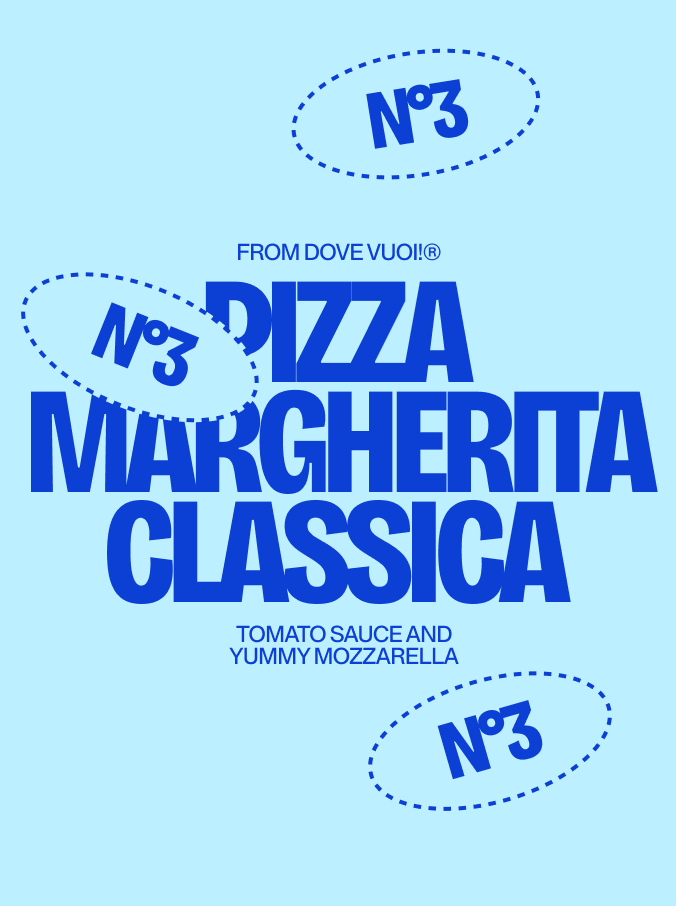 Nº3
FROM DOVE VUOI!®
Nº3
PIZZA
MARGHERITA
CLASSICA
TOMATO SAUCE AND
YUMMY MOZZARELLA
Nº3